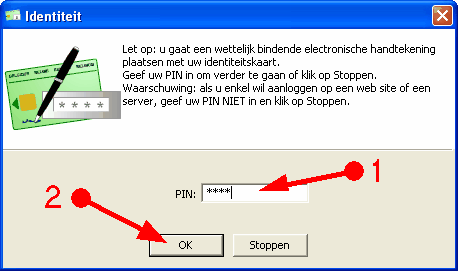 Identiteit
Let op: u gaat een wettelijk bindende electronische handtekening
plaatsen met uw identiteitskaart.
Geef uw PIN in om verder te gaan of klik op Stoppen.
Waarschuwing: als u enkel wil aanloggen op een web site of een
server, geef uw PIN NIET in en klik op Stoppen.
* * * *
1
PIN: ****
2
OK Stoppen